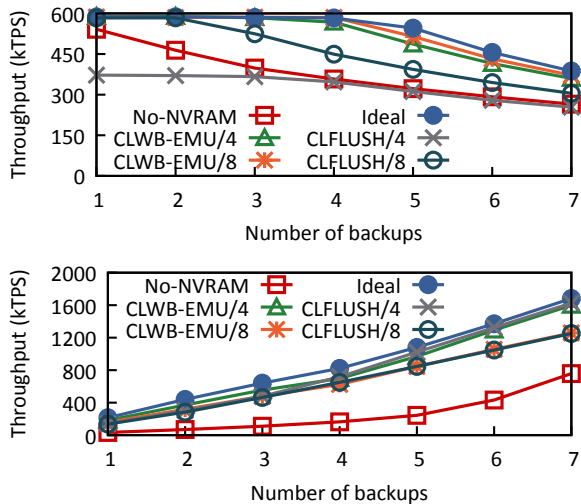 600
450
300
150
0
Throughput (kTPS)
No-NVRAM
Ideal
CLWB-EMU/4
CLFLUSH/4
CLWB-EMU/8
CLFLUSH/8
1 2 3 4 5 6 7
Number of backups
2000
1600
1200
800
400
0
Throughput (kTPS)
No-NVRAM
Ideal
CLWB-EMU/4
CLFLUSH/4
CLWB-EMU/8
CLFLUSH/8
1 2 3 4 5 6 7
Number of backups